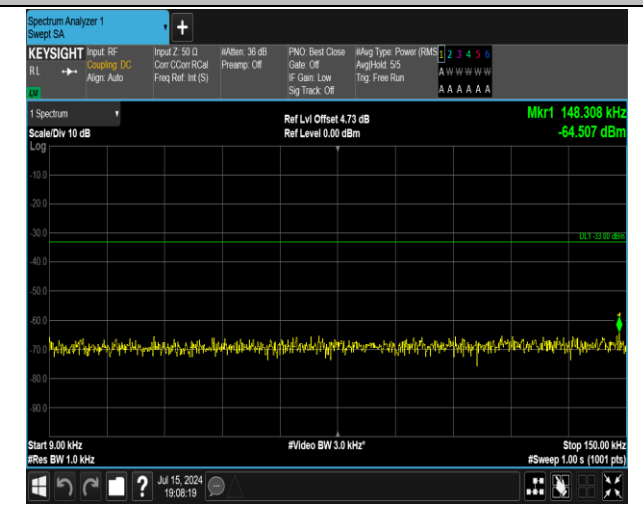 Spectrum Analyzer 1
Swept SA
+
KEYSIGHT Input: RF Input Z: 50 Ω #Atten: 36 dB PNO: Best Close #Avg Type: Power (RMS 1 2 3 4 5 6
RL Coupling: DC Corr CCorr RCal Preamp: Off Gate: Off Avg|Hold: 5/5 A W W W W W
Align: Auto Freq Ref: Int (S) IF Gain: Low Trig: Free Run
Sig Track: Off A A A A A A
1 Spectrum Ref Lvl Offset 4.73 dB Mkr1 148.308 kHz
Scale/Div 10 dB Ref Level 0.00 dBm -64.507 dBm
Log
-10.0
-20.0
-30.0
DL1 -33.00 dBm
-40.0
-50.0
-60.0
-70.0
-80.0
-90.0
Start 9.00 kHz #Video BW 3.0 kHz* Stop 150.00 kHz
#Res BW 1.0 kHz #Sweep 1.00 s (1001 pts)
? Jul 15, 2024
19:08:19